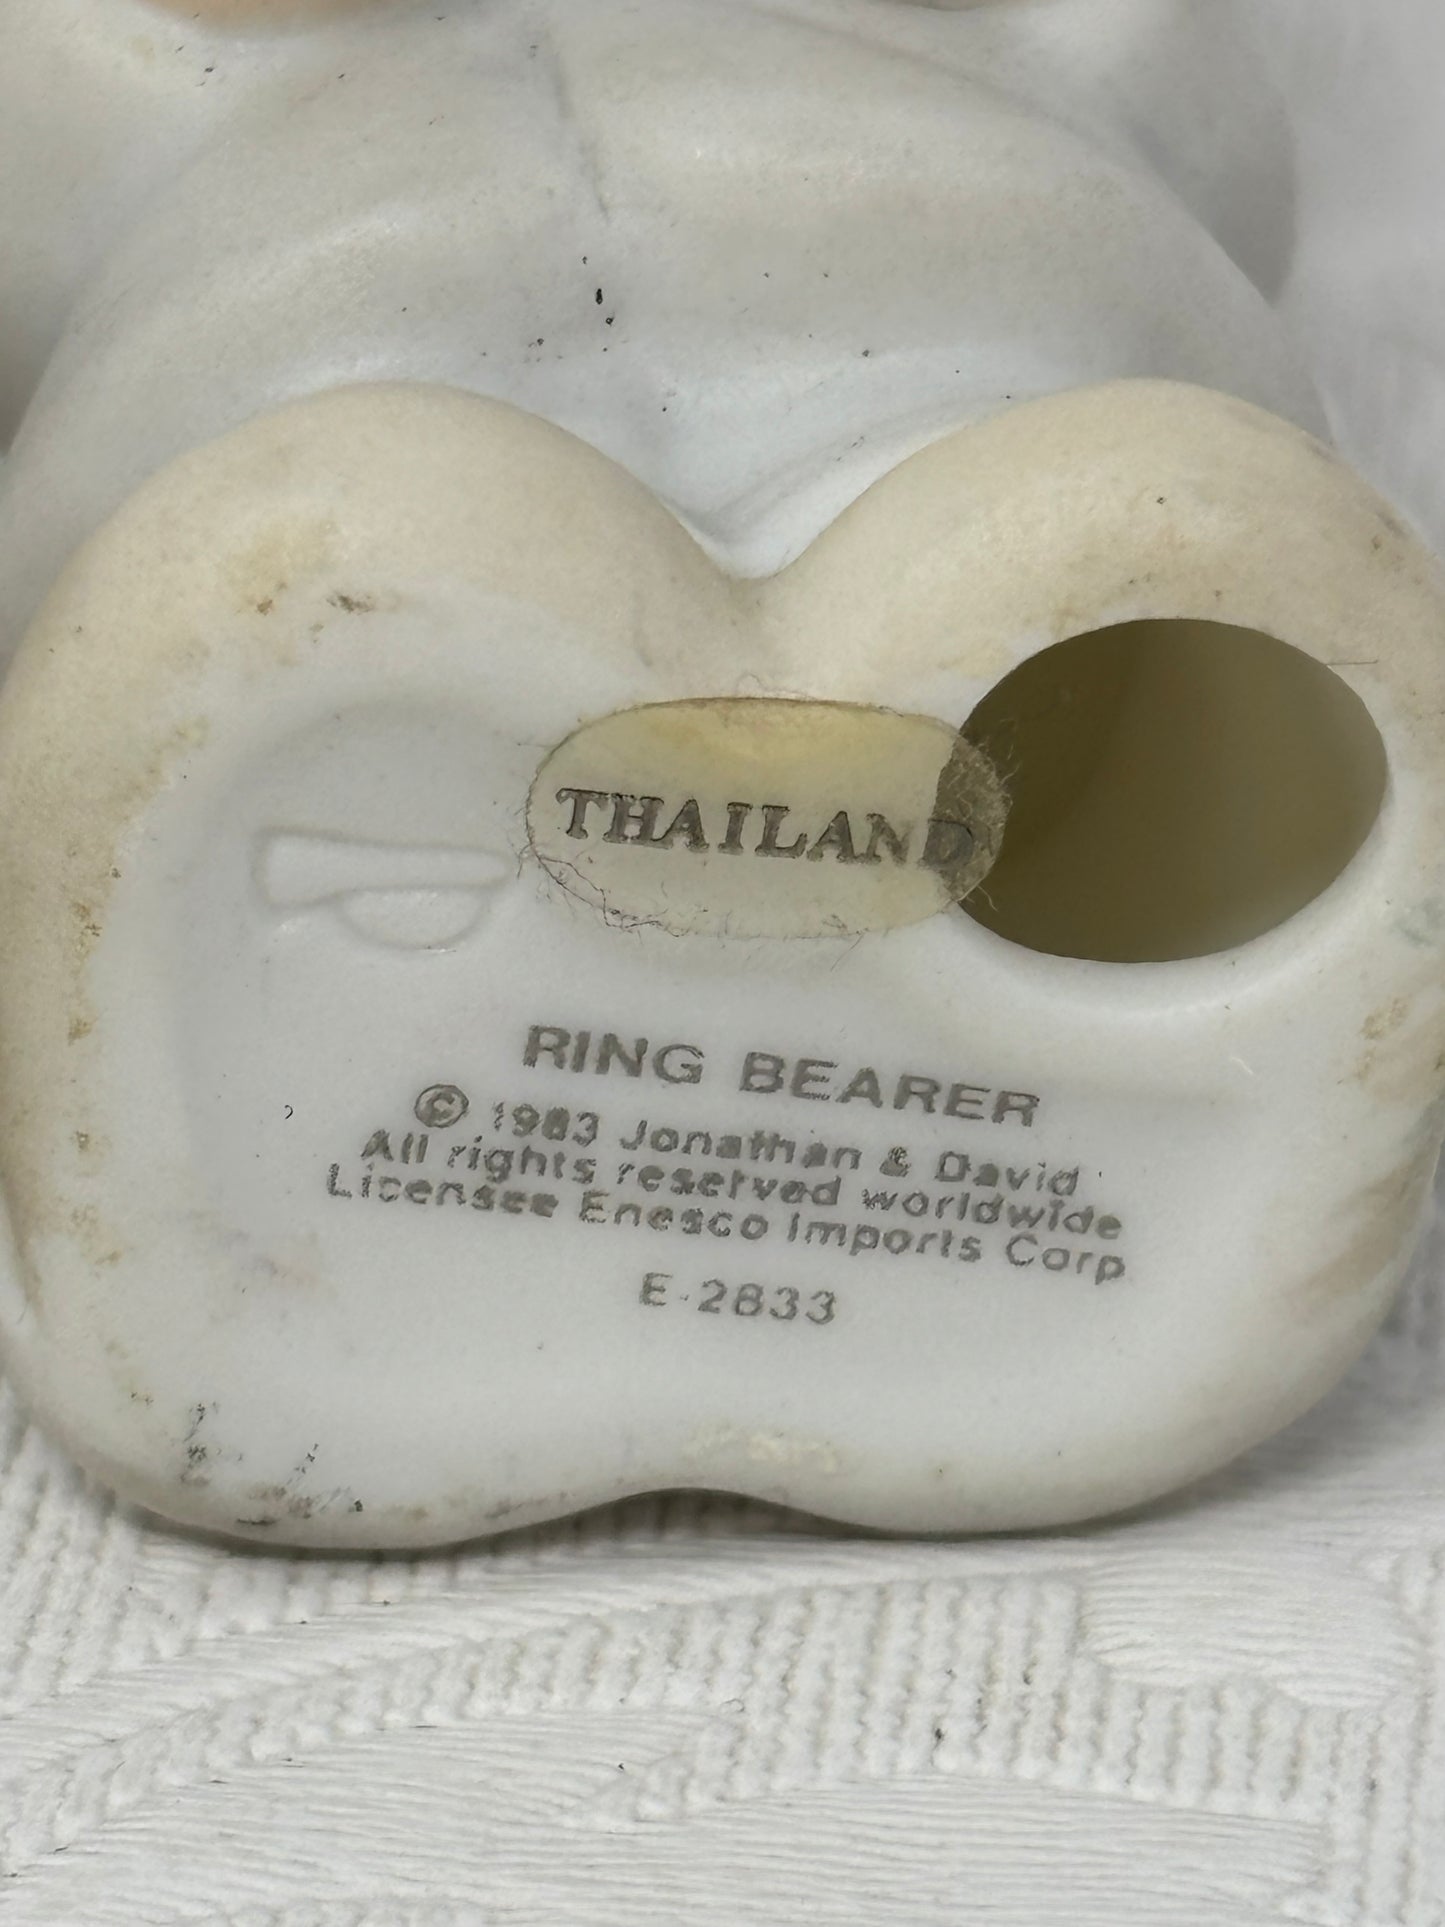 THAILAND
RING BEARER
© 1983 Jonathan & David
All rights reserved worldwide
Licensee Enesco Imports Corp
E-2833